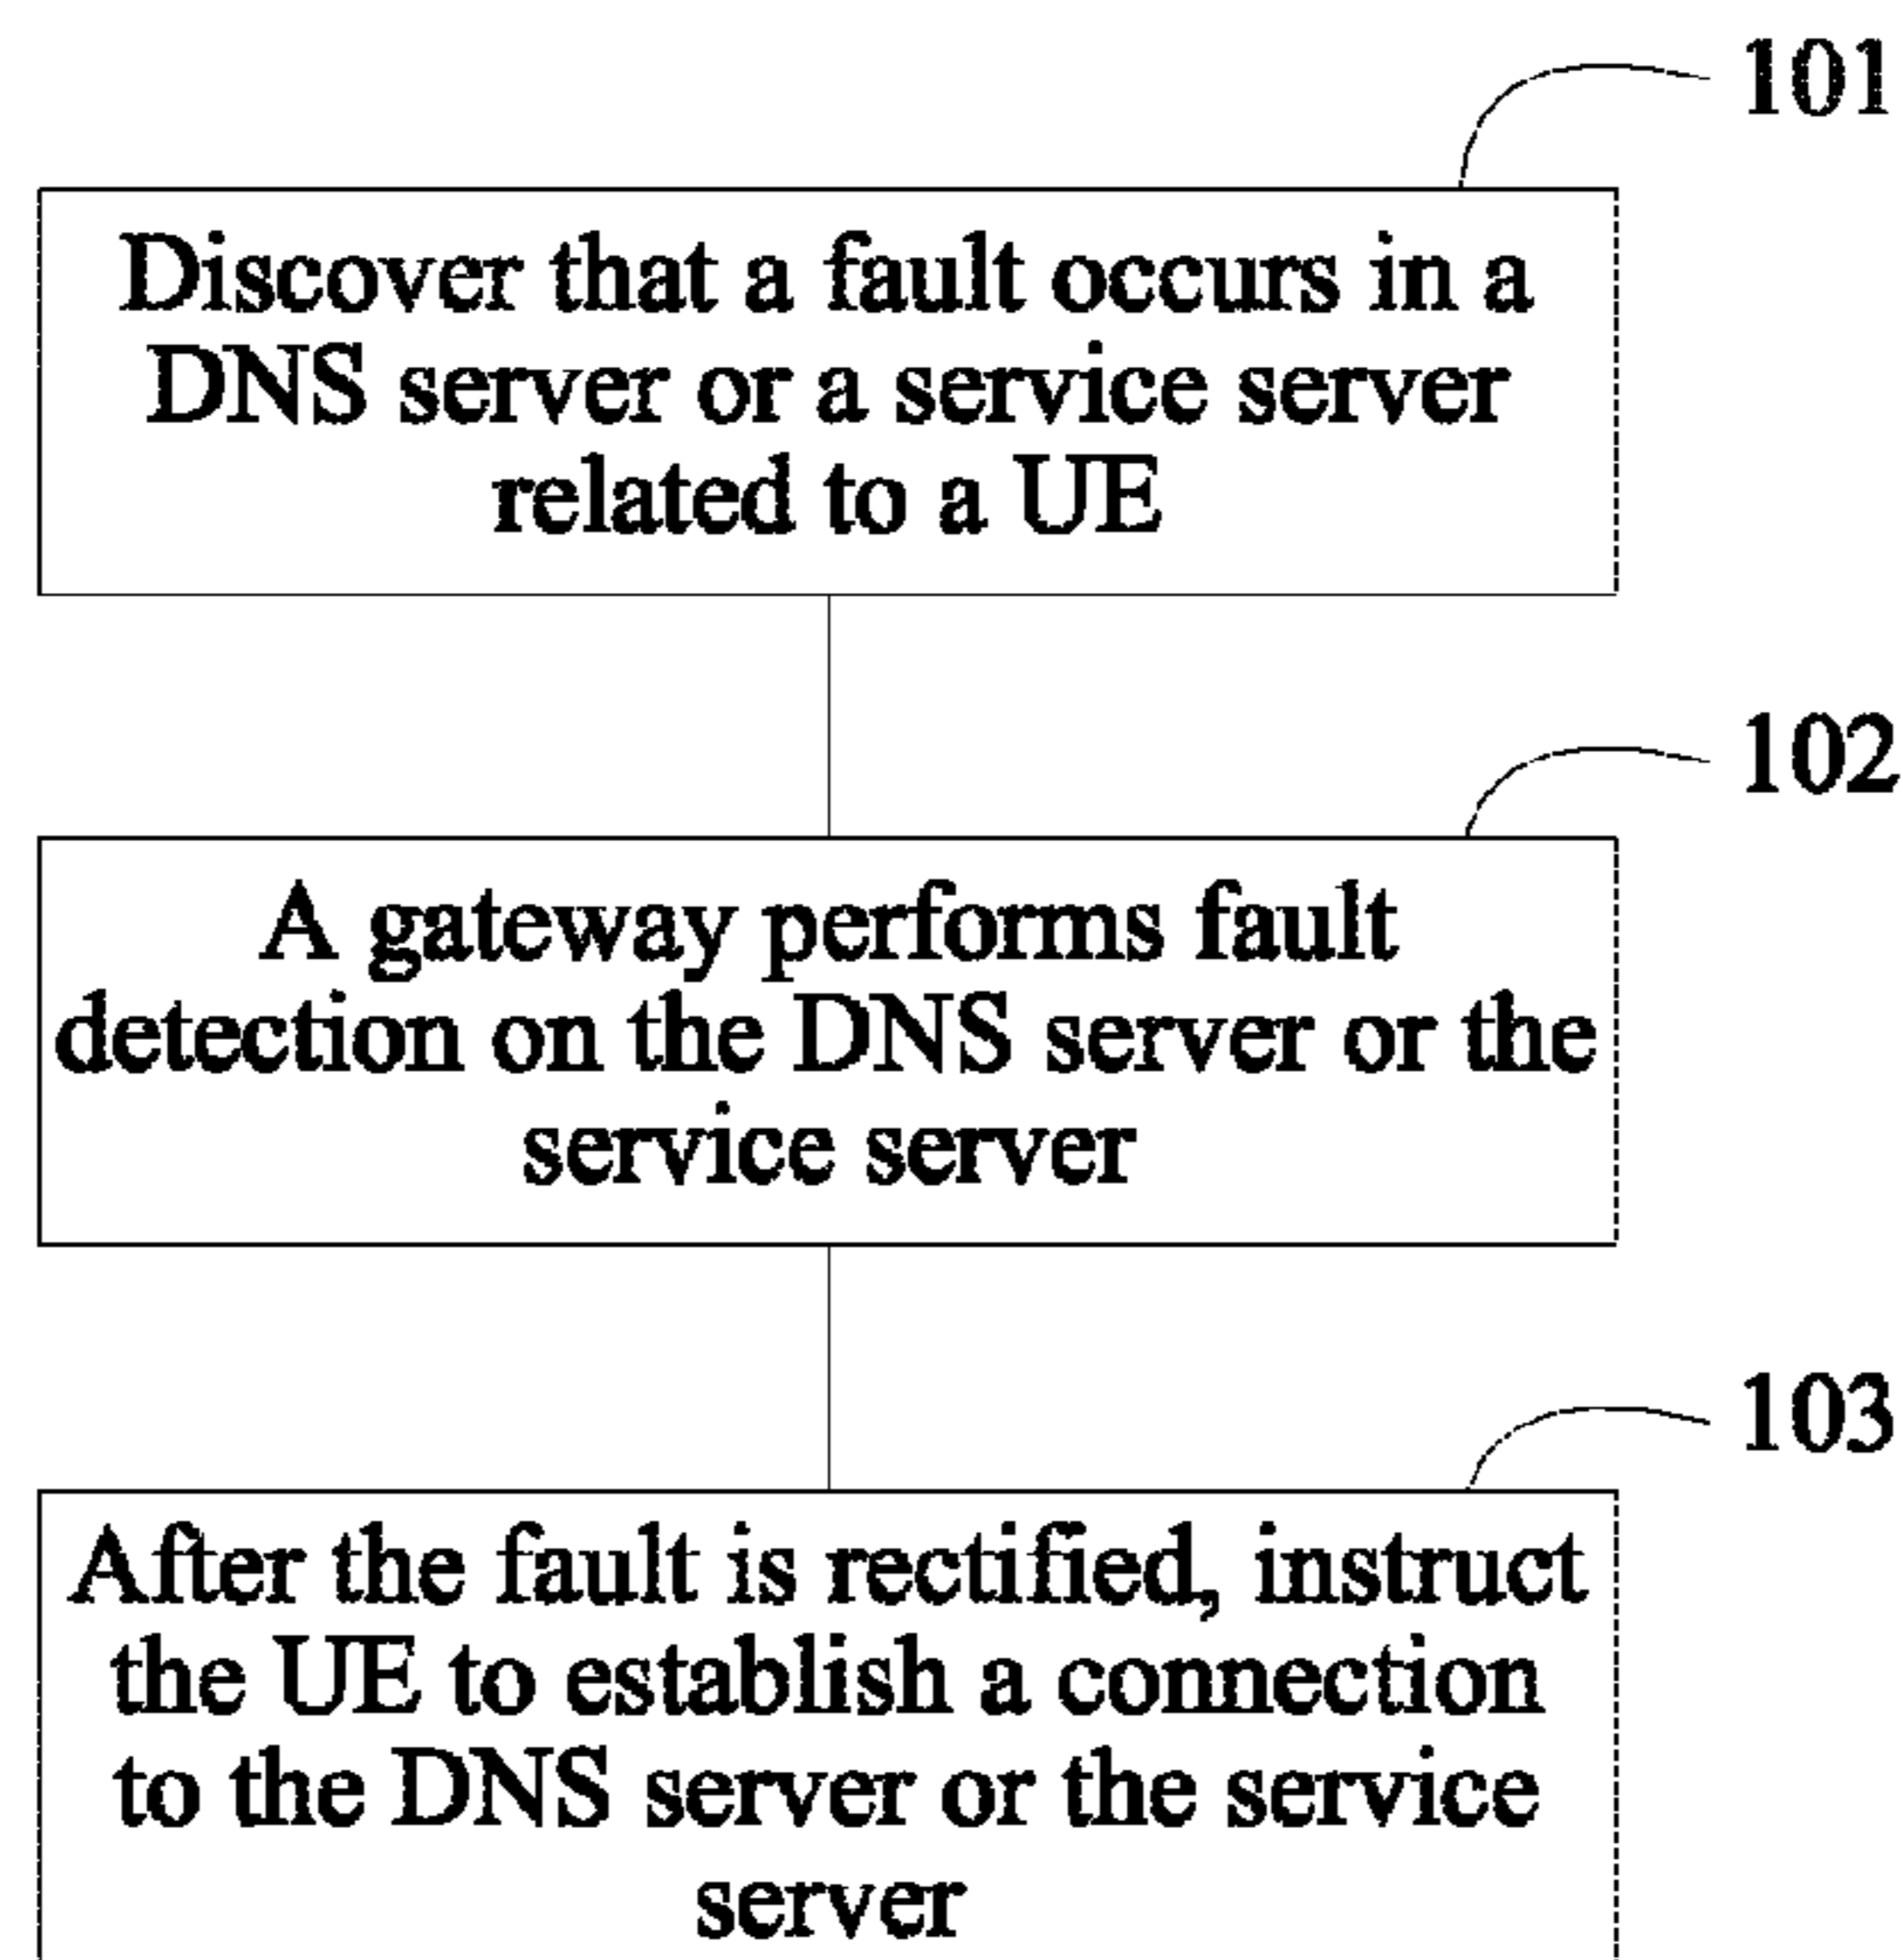 101
Discover that a fault occurs in a
DNS server or a service server
related to a UE
102
A gateway performs fault
detection on the DNS server or the
service server
103
After the fault is rectified, instruct
the UE to establish a connection
to the DNS server or the service
server